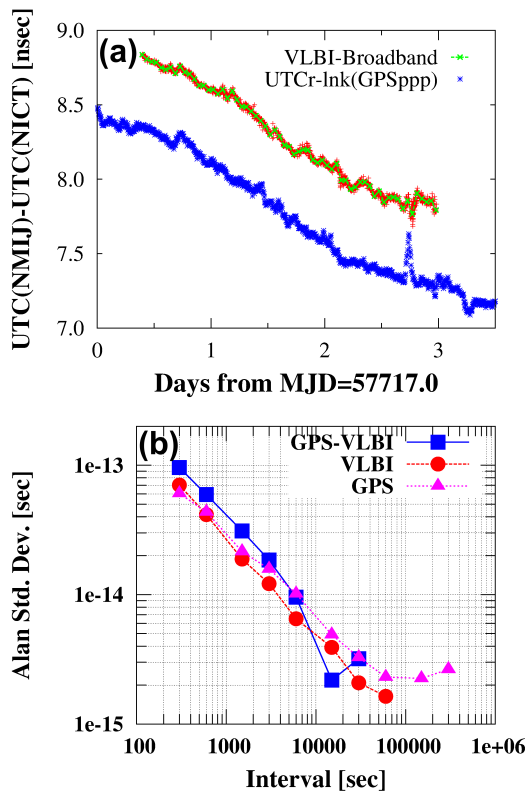 (a)
VLBI-Broadband
UTCr-lnk(GPSppp)
UTC(NMIJ)-UTC(NICT) [nsec]
9.0
8.5
8.0
7.5
7.0
0 1 2 3
Days from MJD=57717.0
(b)
GPS-VLBI
VLBI
GPS
Alan Std. Dev. [sec]
1e-13
1e-14
1e-15
100 1000 10000 100000 1e+06
Interval [sec]